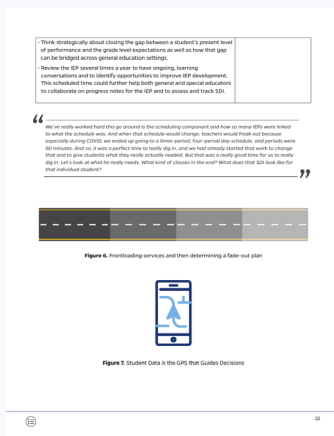 - Think strategically about closing the gap between a student's present level
of performance and the grade level expectations as well as how that gap
can be bridged across general education settings.
- Review the IEP several times a year to have ongoing, learning
conversations and to identify opportunities to improve IEP development.
This scheduled time could further help both general and special educators
to collaborate on progress notes for the IEP and to assess and track SDI.
“
We've really worked hard this go around is the scheduling component and how so many IEPs were linked
to what the schedule was. And when that schedule would change, teachers would freak out because
especially during COVID, we ended up going to a three-period, four-period day schedule, and periods were
90 minutes. And so, it was a perfect time to really dig in, and we had already started that work to change
that and to give students what they really actually needed. But that was a really good time for us to really
dig in. Let's look at what he really needs. What kind of classes in the end? What does that SDI look like for
that individual student?
”
Figure 6. Frontloading services and then determining a fade-out plan
Figure 7. Student Data is the GPS that Guides Decisions
22